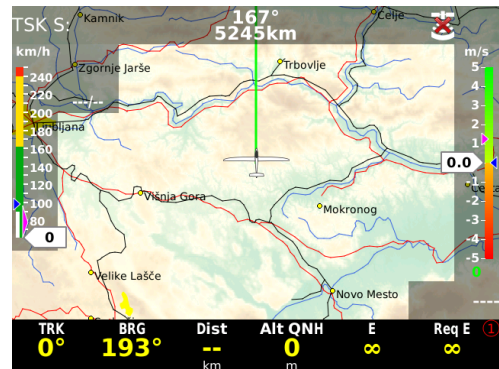 TSK S:
Kamnik
167°
5245km
Celje
km/h
m/s
Zgornje Jarše
Trbovlje
240
220
200
180
160
140
120
100
80
0
5
4
3
2
1
0.0
-1
-2
-3
-4
-5
0
Višnja Gora
Mokronog
Velike Lašče
Novo Mesto
-----
TRK
BRG
Dist
Alt QNH
E
Req E
1
0°
193°
--
0
∞
∞
km
m